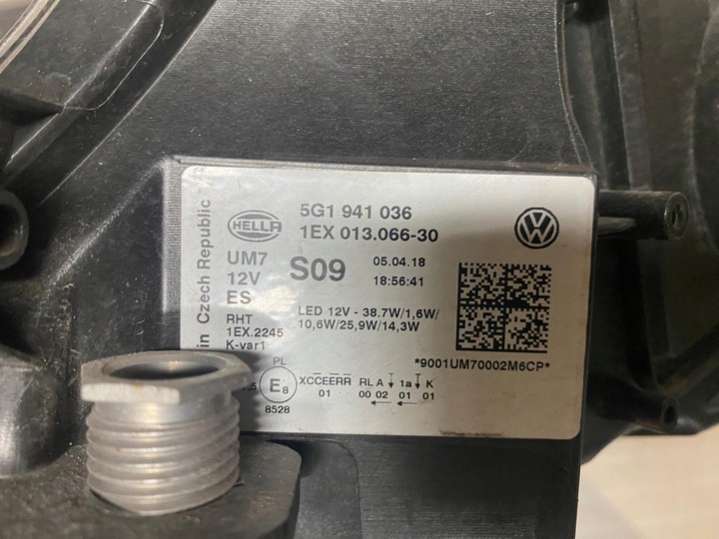 in Czech Republic
HELLA
5G1 941 036
1EX 013.066-30
UM7
12V
ES
S09
05.04.18
18:56:41
RHT
1EX.2245
K-var1
LED 12V - 38.7W/1,6W/
10,6W/25,9W/14,3W
*9001UM70002M6CP*
PL
E8
8528
XCCEERR RL A 1a K
01 00 02 01 01